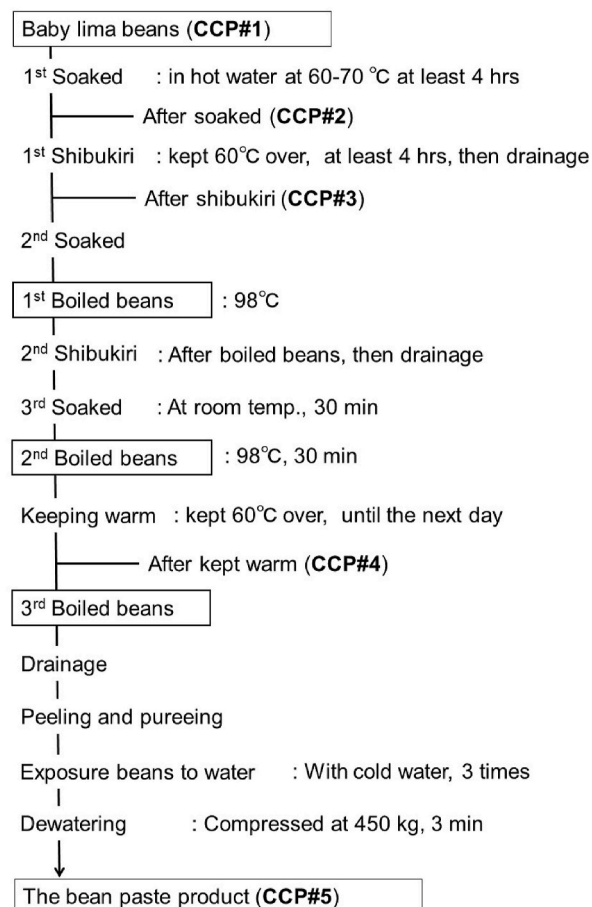 Baby lima beans (CCP#1)
1st Soaked : in hot water at 60-70 ℃ at least 4 hrs
After soaked (CCP#2)
1st Shibukiri : kept 60℃ over, at least 4 hrs, then drainage
After shibukiri (CCP#3)
2nd Soaked
1st Boiled beans : 98℃
2nd Shibukiri : After boiled beans, then drainage
3rd Soaked : At room temp., 30 min
2nd Boiled beans : 98℃, 30 min
Keeping warm : kept 60℃ over, until the next day
After kept warm (CCP#4)
3rd Boiled beans
Drainage
Peeling and pureeing
Exposure beans to water : With cold water, 3 times
Dewatering : Compressed at 450 kg, 3 min
The bean paste product (CCP#5)